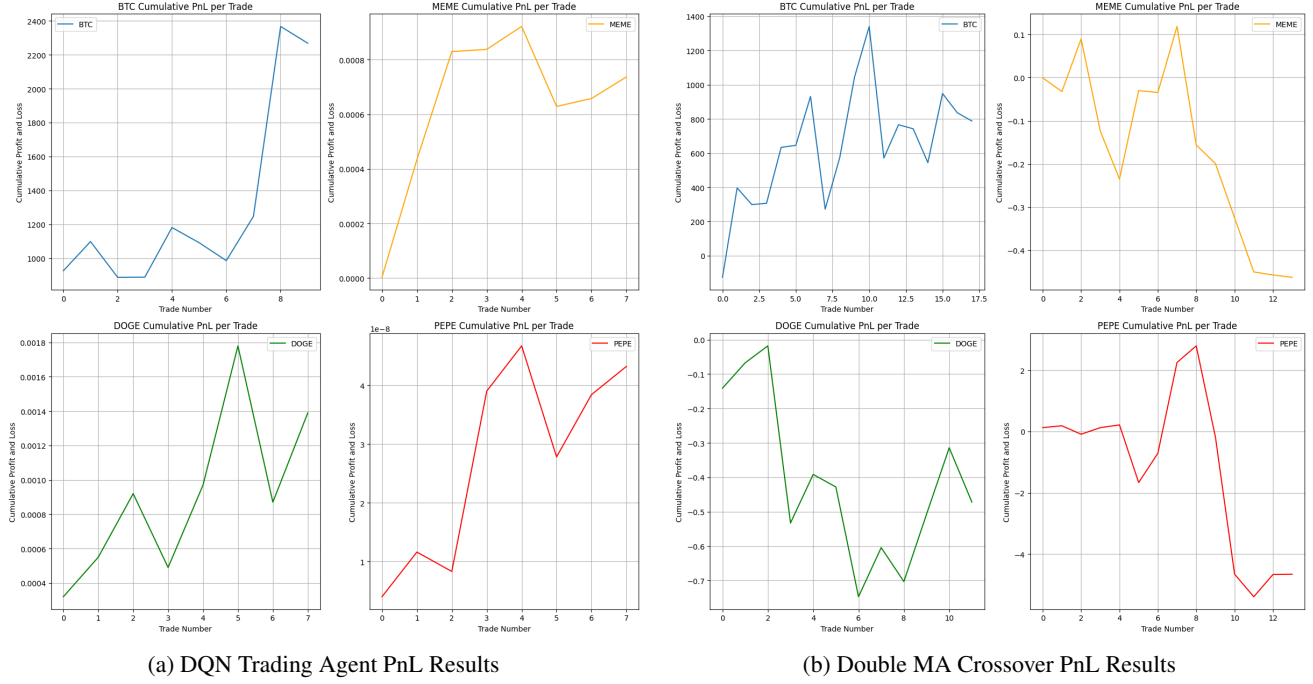 BTC Cumulative PnL per Trade
BTC
Cumulative Profit and Loss
2400
2200
2000
1800
1600
1400
1200
1000
0 2 4 6 8
Trade Number
MEME Cumulative PnL per Trade
MEME
Cumulative Profit and Loss
0.0008
0.0006
0.0004
0.0002
0.0000
0 1 2 3 4 5 6 7
Trade Number
DOGE Cumulative PnL per Trade
DOGE
Cumulative Profit and Loss
0.0018
0.0016
0.0014
0.0012
0.0010
0.0008
0.0006
0.0004
0 1 2 3 4 5 6 7
Trade Number
PEPE Cumulative PnL per Trade
1e−8
PEPE
Cumulative Profit and Loss
4
3
2
1
0 1 2 3 4 5 6 7
Trade Number
(a) DQN Trading Agent PnL Results
BTC Cumulative PnL per Trade
BTC
Cumulative Profit and Loss
1400
1200
1000
800
600
400
200
0
0.0 2.5 5.0 7.5 10.0 12.5 15.0 17.5
Trade Number
MEME Cumulative PnL per Trade
MEME
Cumulative Profit and Loss
0.1
0.0
−0.1
−0.2
−0.3
−0.4
0 2 4 6 8 10 12
Trade Number
DOGE Cumulative PnL per Trade
DOGE
Cumulative Profit and Loss
0.0
−0.1
−0.2
−0.3
−0.4
−0.5
−0.6
−0.7
0 2 4 6 8 10
Trade Number
PEPE Cumulative PnL per Trade
PEPE
Cumulative Profit and Loss
2
0
−2
−4
0 2 4 6 8 10 12
Trade Number
(b) Double MA Crossover PnL Results